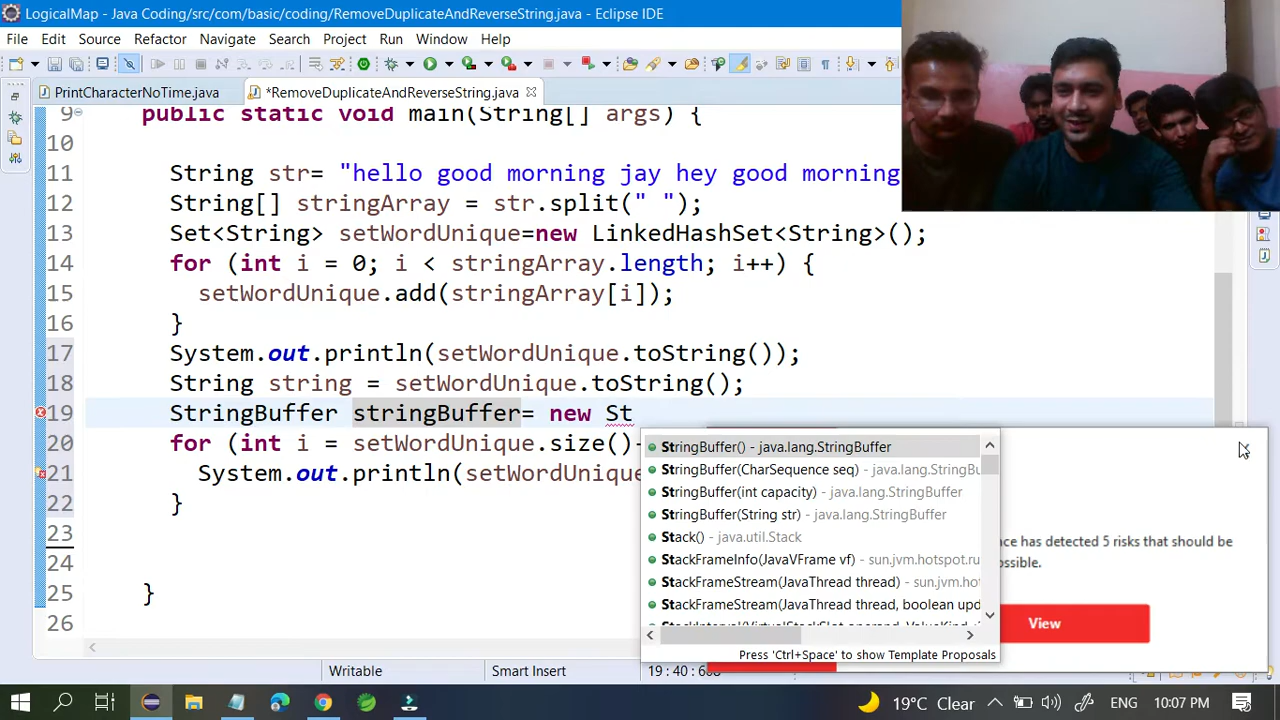 LogicalMap - Java Coding/src/com/basic/coding/RemoveDuplicateAndReverseString.java - Eclipse IDE
File Edit Source Refactor Navigate Search Project Run Window Help
PrintCharacterNoTime.java *RemoveDuplicateAndReverseString.java
9 public static void main(String[] args) {
10
11 String str= "hello good morning jay hey good morning
12 String[] stringArray = str.split(" ");
13 Set<String> setWordUnique=new LinkedHashSet<String>();
14 for (int i = 0; i < stringArray.length; i++) {
15 setWordUnique.add(stringArray[i]);
16 }
17 System.out.println(setWordUnique.toString());
18 String string = setWordUnique.toString();
19 StringBuffer stringBuffer= new St
20 for (int i = setWordUnique.size()-
21 System.out.println(setWordUnique
22 }
23
24
25 }
26
StringBuffer() - java.lang.StringBuffer
StringBuffer(CharSequence seq) - java.lang.StringBu
StringBuffer(int capacity) - java.lang.StringBuffer
StringBuffer(String str) - java.lang.StringBuffer
Stack() - java.util.Stack
StackFrameInfo(JavaVFrame vf) - sun.jvm.hotspot.ru
StackFrameStream(JavaThread thread) - sun.jvm.hots
StackFrameStream(JavaThread thread, boolean upd
Press 'Ctrl+Space' to show Template Proposals
ce has detected 5 risks that should be
ossible.
View
Writable Smart Insert 19 : 40 : 608
19°C Clear ENG 10:07 PM